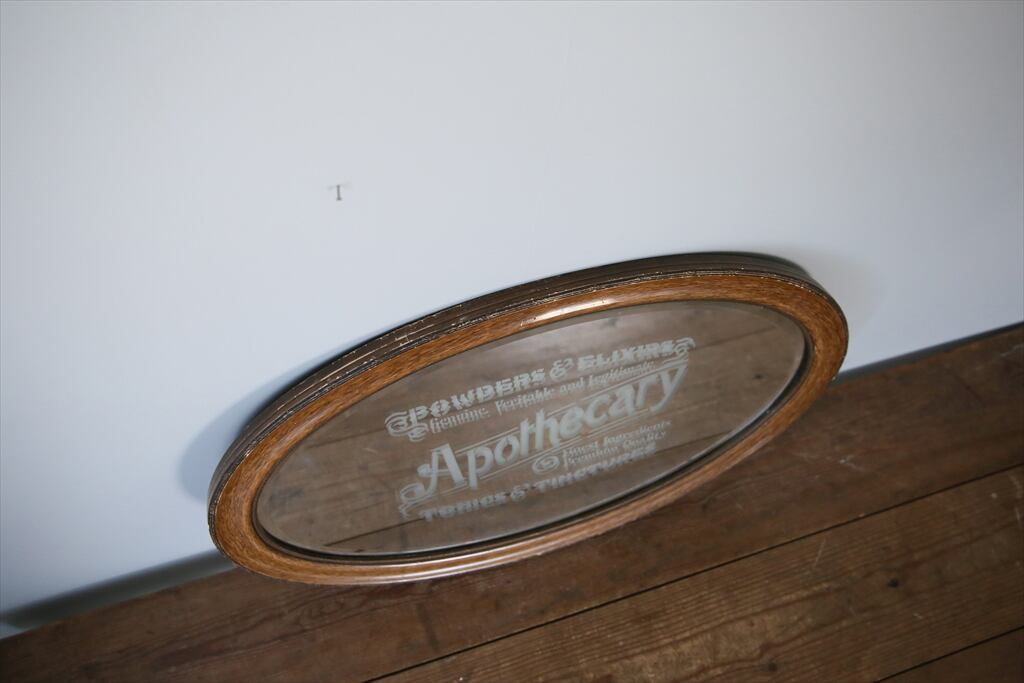 POWDERS & ELIXIRS
Genuine, Veritable and Legitimate
Apothecary
Finest Ingredients
Premium Quality
TONICS & TINCTURES